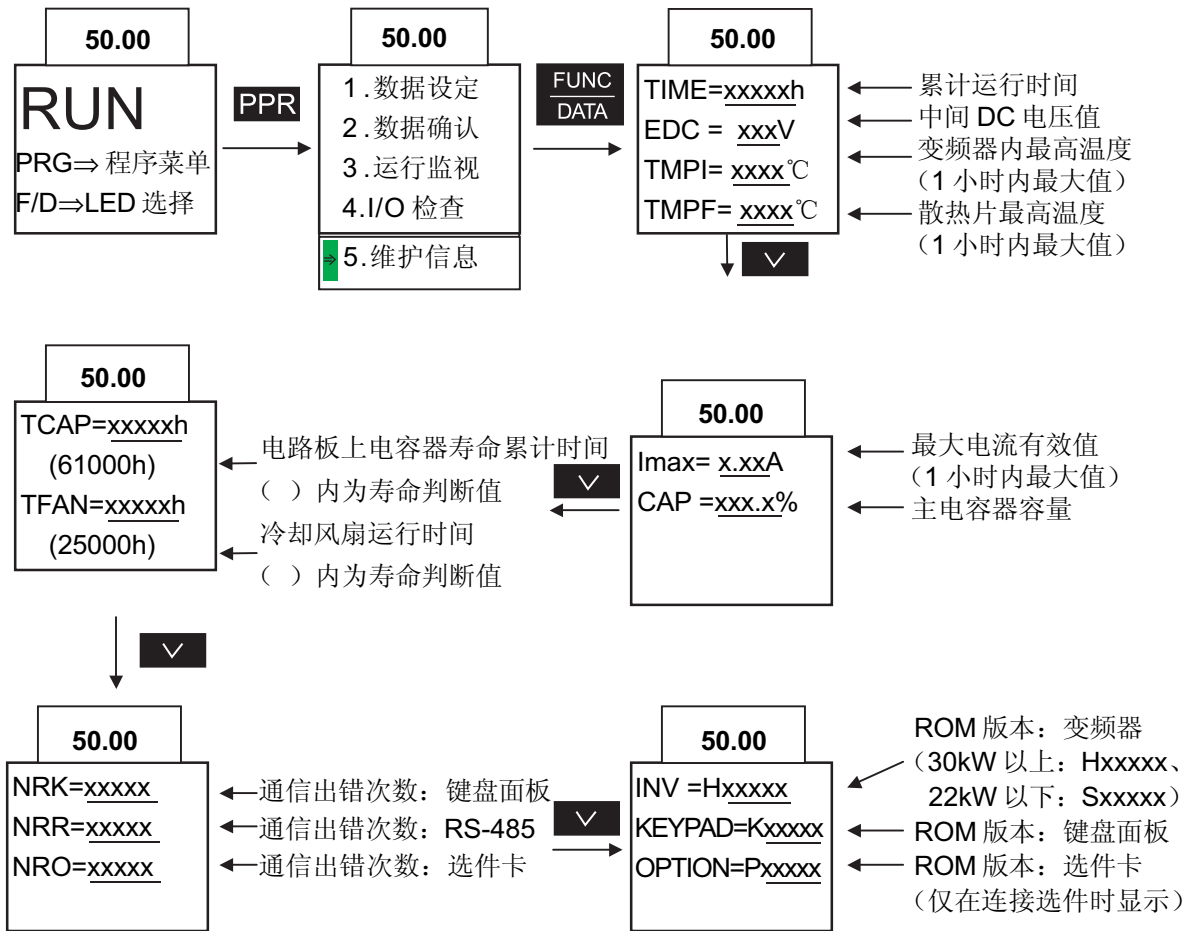 50.00
RUN
PRG⇒ 程序菜单
F/D⇒LED 选择
PPR
50.00
1.数据设定
2.数据确认
3.运行监视
4.I/O 检查
⇒ 5.维护信息
FUNC
DATA
50.00
TIME=xxxxxh
EDC = xxxV
TMPI= xxxx℃
TMPF= xxxx℃
累计运行时间
中间 DC 电压值
变频器内最高温度
（1 小时内最大值）
散热片最高温度
（1 小时内最大值）
50.00
Imax= x.xxA
CAP =xxx.x%
最大电流有效值
（1 小时内最大值）
主电容器容量
50.00
TCAP=xxxxxh
(61000h)
TFAN=xxxxxh
(25000h)
电路板上电容器寿命累计时间
（ ）内为寿命判断值
冷却风扇运行时间
（ ）内为寿命判断值
50.00
NRK=xxxxx
NRR=xxxxx
NRO=xxxxx
通信出错次数：键盘面板
通信出错次数：RS-485
通信出错次数：选件卡
50.00
INV =Hxxxxx
KEYPAD=Kxxxxx
OPTION=Pxxxxx
ROM 版本：变频器
（30kW 以上：Hxxxxx、
22kW 以下：Sxxxxx）
ROM 版本：键盘面板
ROM 版本：选件卡
（仅在连接选件时显示）